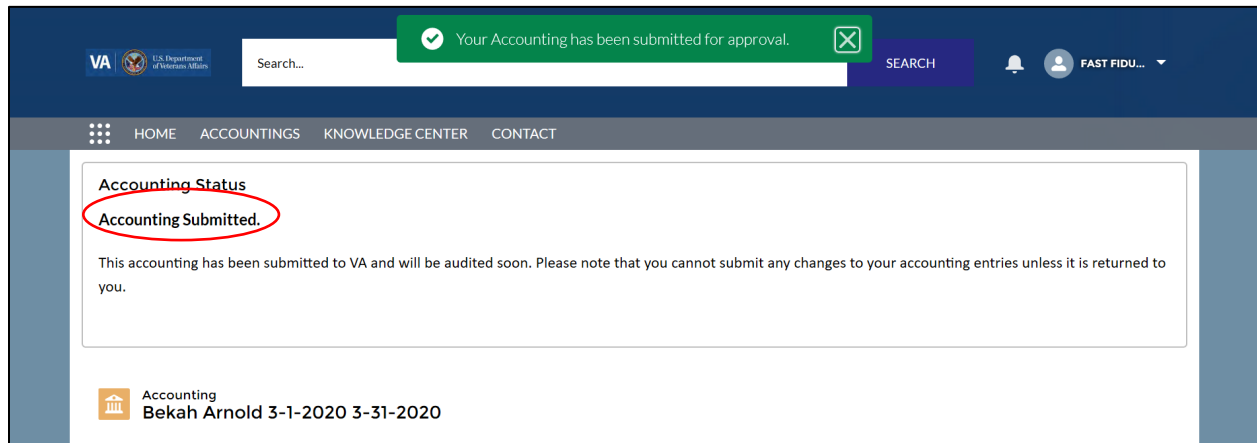 Your Accounting has been submitted for approval.
VA
U.S. Department
of Veterans Affairs
Search...
SEARCH
FAST FIDU...
HOME ACCOUNTINGS KNOWLEDGE CENTER CONTACT
Accounting Status
Accounting Submitted.
This accounting has been submitted to VA and will be audited soon. Please note that you cannot submit any changes to your accounting entries unless it is returned to
you.
Accounting
Bekah Arnold 3-1-2020 3-31-2020